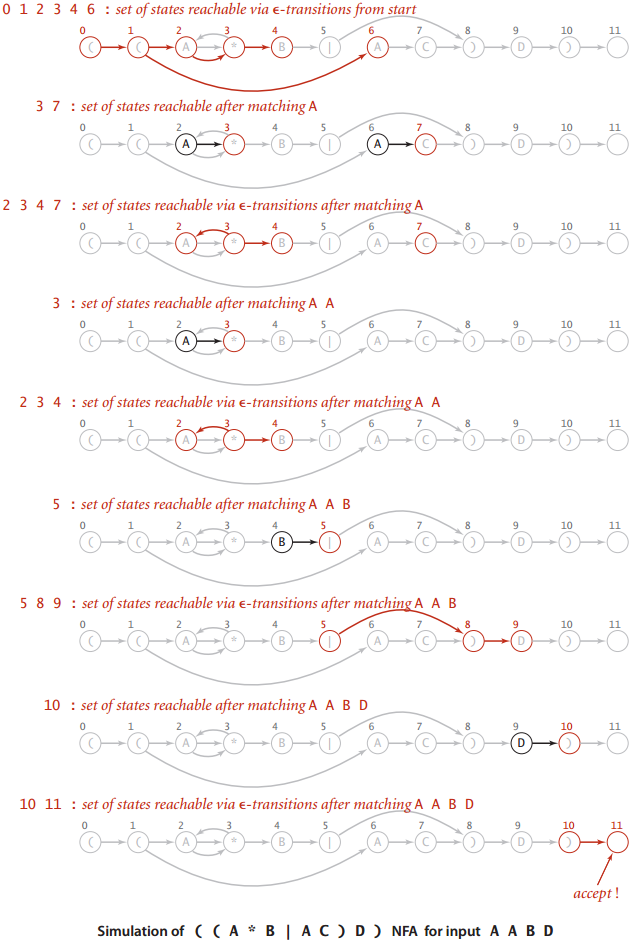 0 1 2 3 4 6 : set of states reachable via ϵ-transitions from start
0 1 2 3 4 5 6 7 8 9 10 11
( ( A * B | A C ) D )
3 7 : set of states reachable after matching A
0 1 2 3 4 5 6 7 8 9 10 11
( ( A * B | A C ) D )
2 3 4 7 : set of states reachable via ϵ-transitions after matching A
0 1 2 3 4 5 6 7 8 9 10 11
( ( A * B | A C ) D )
3 : set of states reachable after matching A A
0 1 2 3 4 5 6 7 8 9 10 11
( ( A * B | A C ) D )
2 3 4 : set of states reachable via ϵ-transitions after matching A A
0 1 2 3 4 5 6 7 8 9 10 11
( ( A * B | A C ) D )
5 : set of states reachable after matching A A B
0 1 2 3 4 5 6 7 8 9 10 11
( ( A * B | A C ) D )
5 8 9 : set of states reachable via ϵ-transitions after matching A A B
0 1 2 3 4 5 6 7 8 9 10 11
( ( A * B | A C ) D )
10 : set of states reachable after matching A A B D
0 1 2 3 4 5 6 7 8 9 10 11
( ( A * B | A C ) D )
10 11 : set of states reachable via ϵ-transitions after matching A A B D
0 1 2 3 4 5 6 7 8 9 10 11
( ( A * B | A C ) D )
accept !
Simulation of ( ( A * B | A C ) D ) NFA for input A A B D